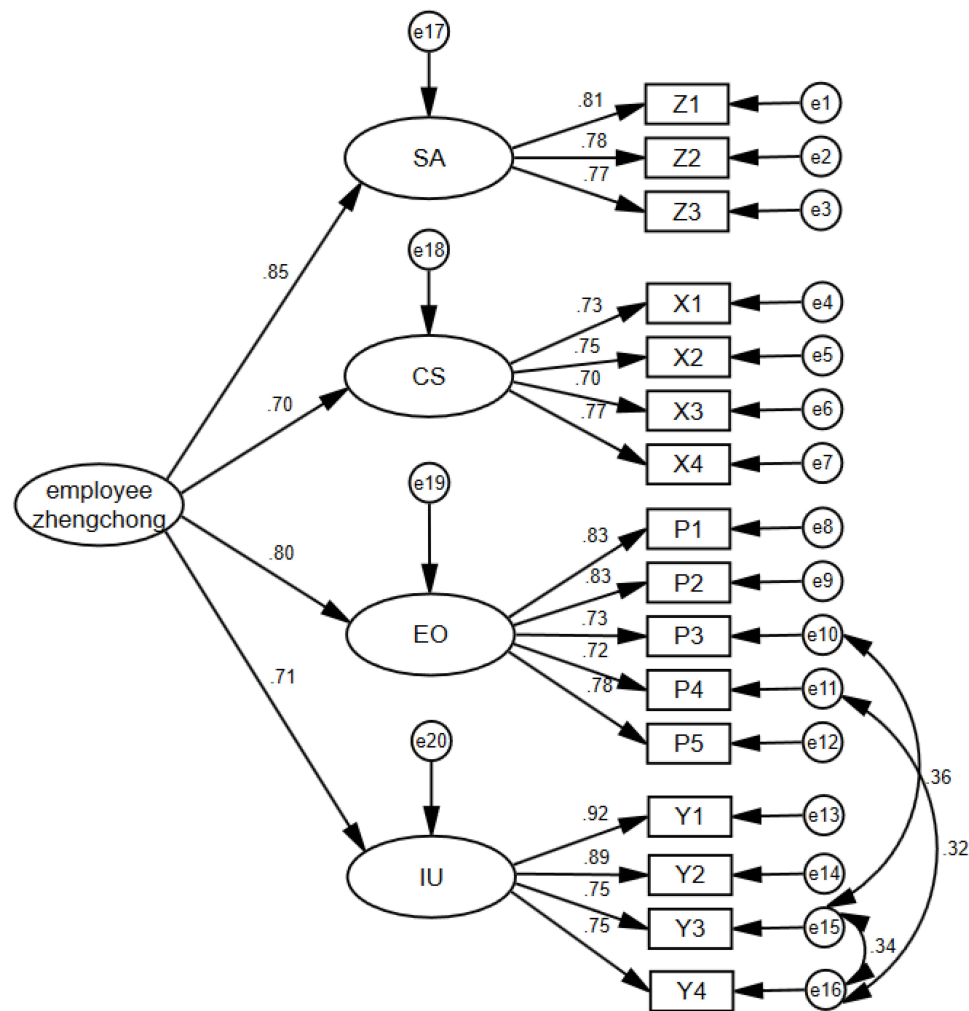 e17
.81
Z1
e1
SA
.78
Z2
e2
.77
Z3
e3
e18
.85
.73
X1
e4
.75
X2
e5
CS
.70
X3
e6
.70
.77
X4
e7
e19
employee
zhengchong
.83
P1
e8
.80
.83
P2
e9
EO
.73
P3
e10
.72
P4
e11
.71
.78
P5
e12
e20
.36
.92
Y1
e13
.32
.89
Y2
e14
IU
.75
Y3
e15
.75
.34
Y4
e16